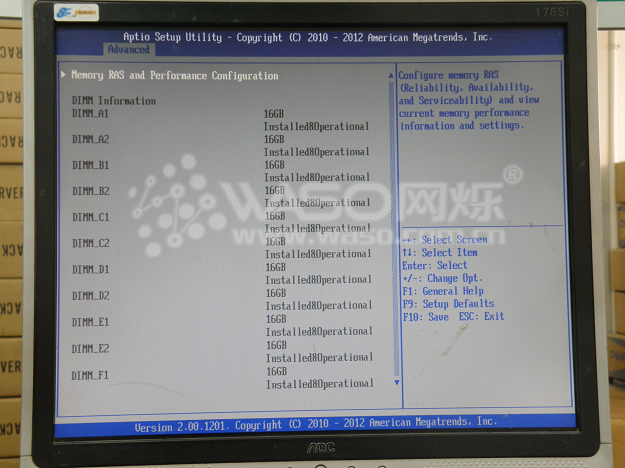 176Si
Aptio Setup Utility - Copyright (C) 2010 - 2012 American Megatrends, Inc.
Advanced
Memory RAS and Performance Configuration
DIMM Information
DIMM_A1 16GB
Installed&Operational
DIMM_A2 16GB
Installed&Operational
DIMM_B1 16GB
Installed&Operational
DIMM_B2 16GB
Installed&Operational
DIMM_C1 16GB
Installed&Operational
DIMM_C2 16GB
Installed&Operational
DIMM_D1 16GB
Installed&Operational
DIMM_D2 16GB
Installed&Operational
DIMM_E1 16GB
Installed&Operational
DIMM_E2 16GB
Installed&Operational
DIMM_F1 16GB
Installed&Operational
Configure memory RAS
(Reliability, Availability,
and Serviceability) and view
current memory performance
information and settings.
→←: Select Screen
↑↓: Select Item
Enter: Select
+/-: Change Opt.
F1: General Help
F9: Setup Defaults
F10: Save ESC: Exit
Version 2.00.1201. Copyright (C) 2010 - 2012 American Megatrends, Inc.
AOC
WASO网烁®
www.waso.com.cn
RACK
RACK
ERVER
RACK